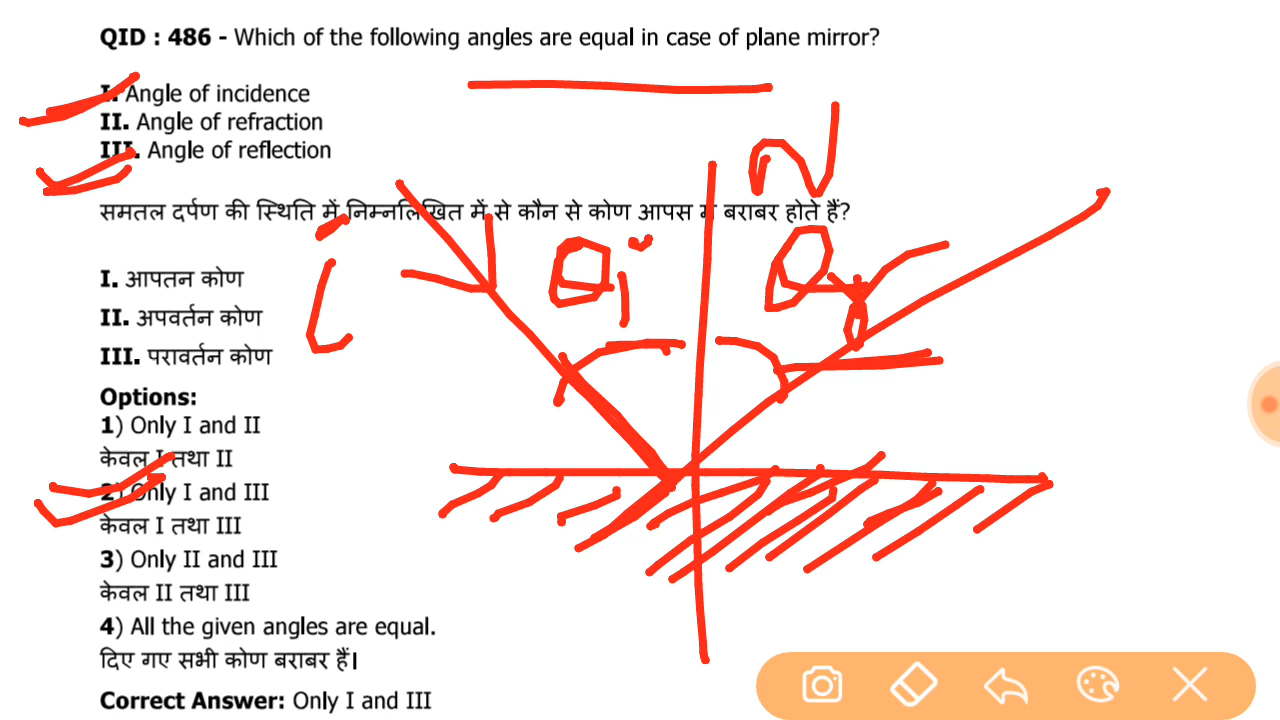 QID : 486 - Which of the following angles are equal in case of plane mirror?
I. Angle of incidence
II. Angle of refraction
III. Angle of reflection
N
समतल दर्पण की स्थिति में निम्नलिखित में से कौन से कोण आपस में बराबर होते हैं?
I. आपतन कोण
II. अपवर्तन कोण
III. परावर्तन कोण
Options:
1) Only I and II
केवल I तथा II
2) Only I and III
केवल I तथा III
3) Only II and III
केवल II तथा III
4) All the given angles are equal.
दिए गए सभी कोण बराबर हैं।
Correct Answer: Only I and III